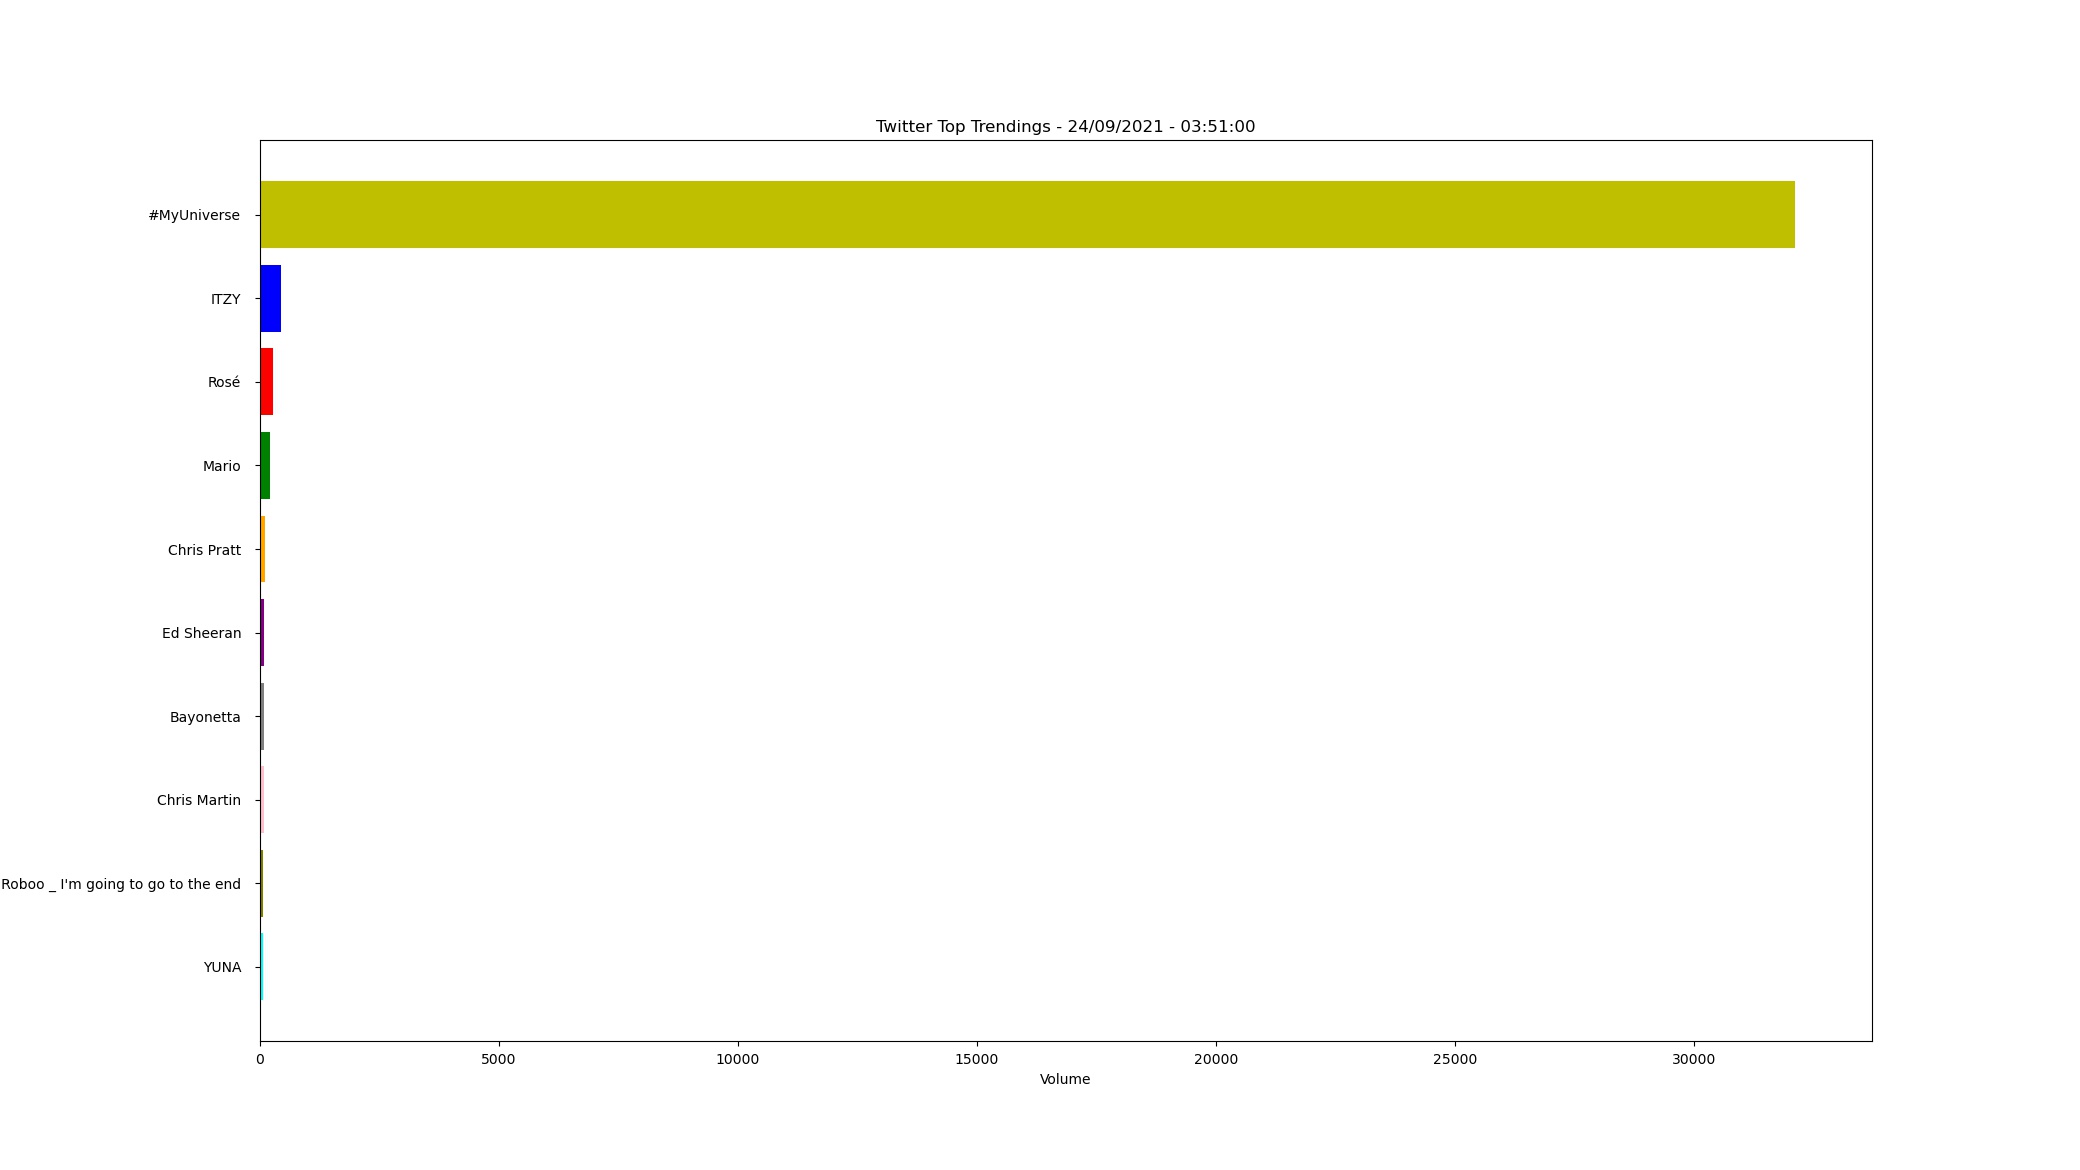 Twitter Top Trendings - 24/09/2021 - 03:51:00
#MyUniverse
ITZY
Rosé
Mario
Chris Pratt
Ed Sheeran
Bayonetta
Chris Martin
Roboo _ I'm going to go to the end
YUNA
0 5000 10000 15000 20000 25000 30000
Volume